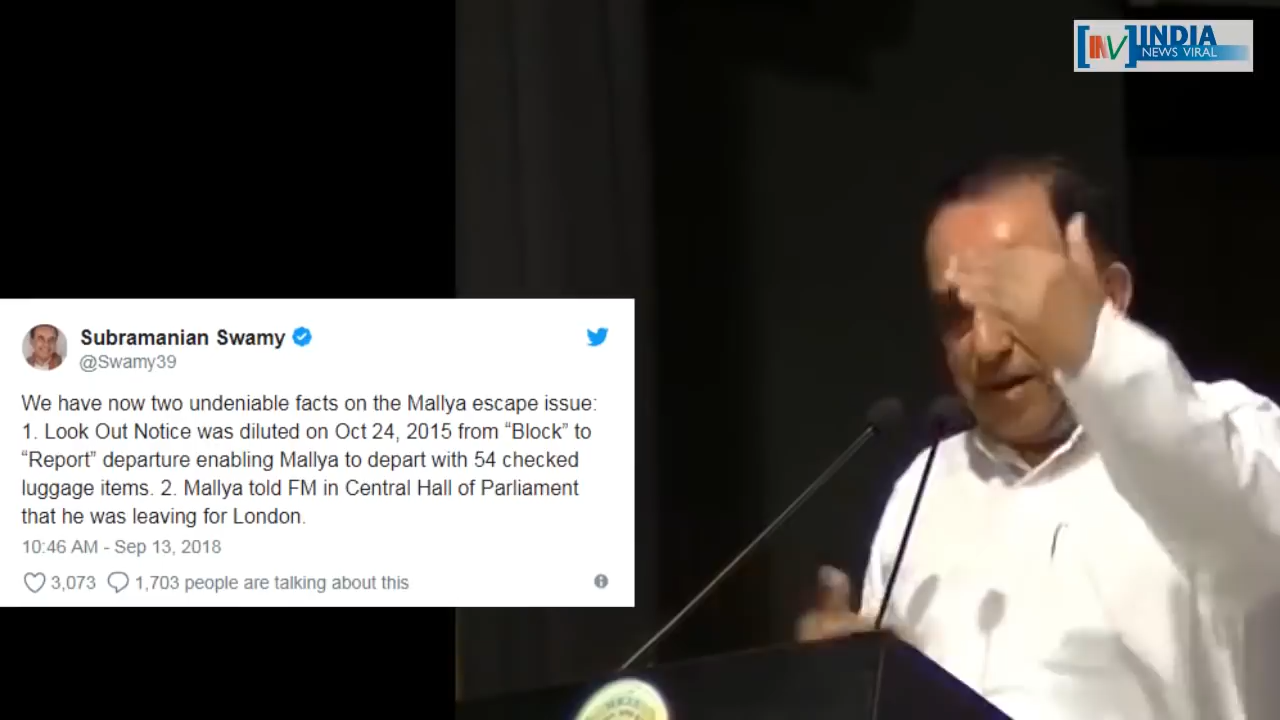 [INV] INDIA
NEWS VIRAL
Subramanian Swamy
@Swamy39
We have now two undeniable facts on the Mallya escape issue:
1. Look Out Notice was diluted on Oct 24, 2015 from “Block” to
“Report” departure enabling Mallya to depart with 54 checked
luggage items. 2. Mallya told FM in Central Hall of Parliament
that he was leaving for London.
10:46 AM - Sep 13, 2018
3,073 1,703 people are talking about this